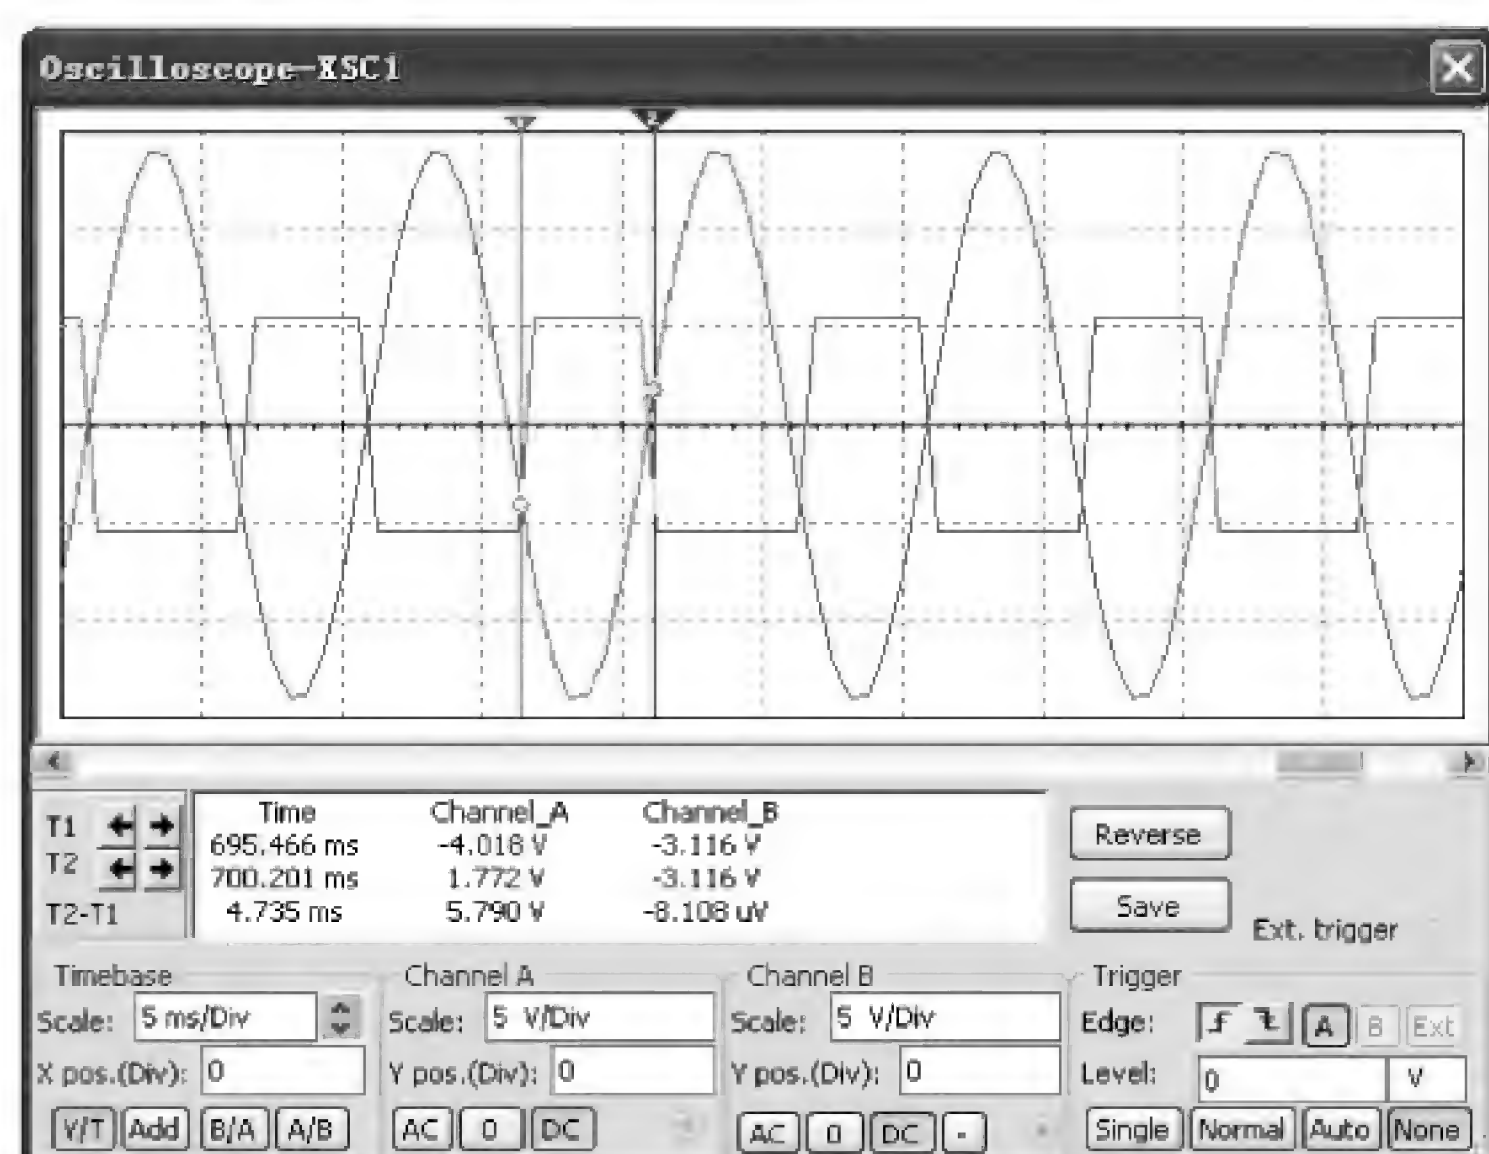 Oscilloscope-XSC1
1 2
Time Channel_A Channel_B
T1 695.466 ms -4.018 V -3.116 V
T2 700.201 ms 1.772 V -3.116 V
T2-T1 4.735 ms 5.790 V -8.108 uV
Reverse
Save
Ext. trigger
Timebase Channel A Channel B Trigger
Scale: 5 ms/Div Scale: 5 V/Div Scale: 5 V/Div Edge: A B Ext
X pos.(Div): 0 Y pos.(Div): 0 Y pos.(Div): 0 Level: 0 V
Y/T Add B/A A/B AC 0 DC AC 0 DC - Single Normal Auto None